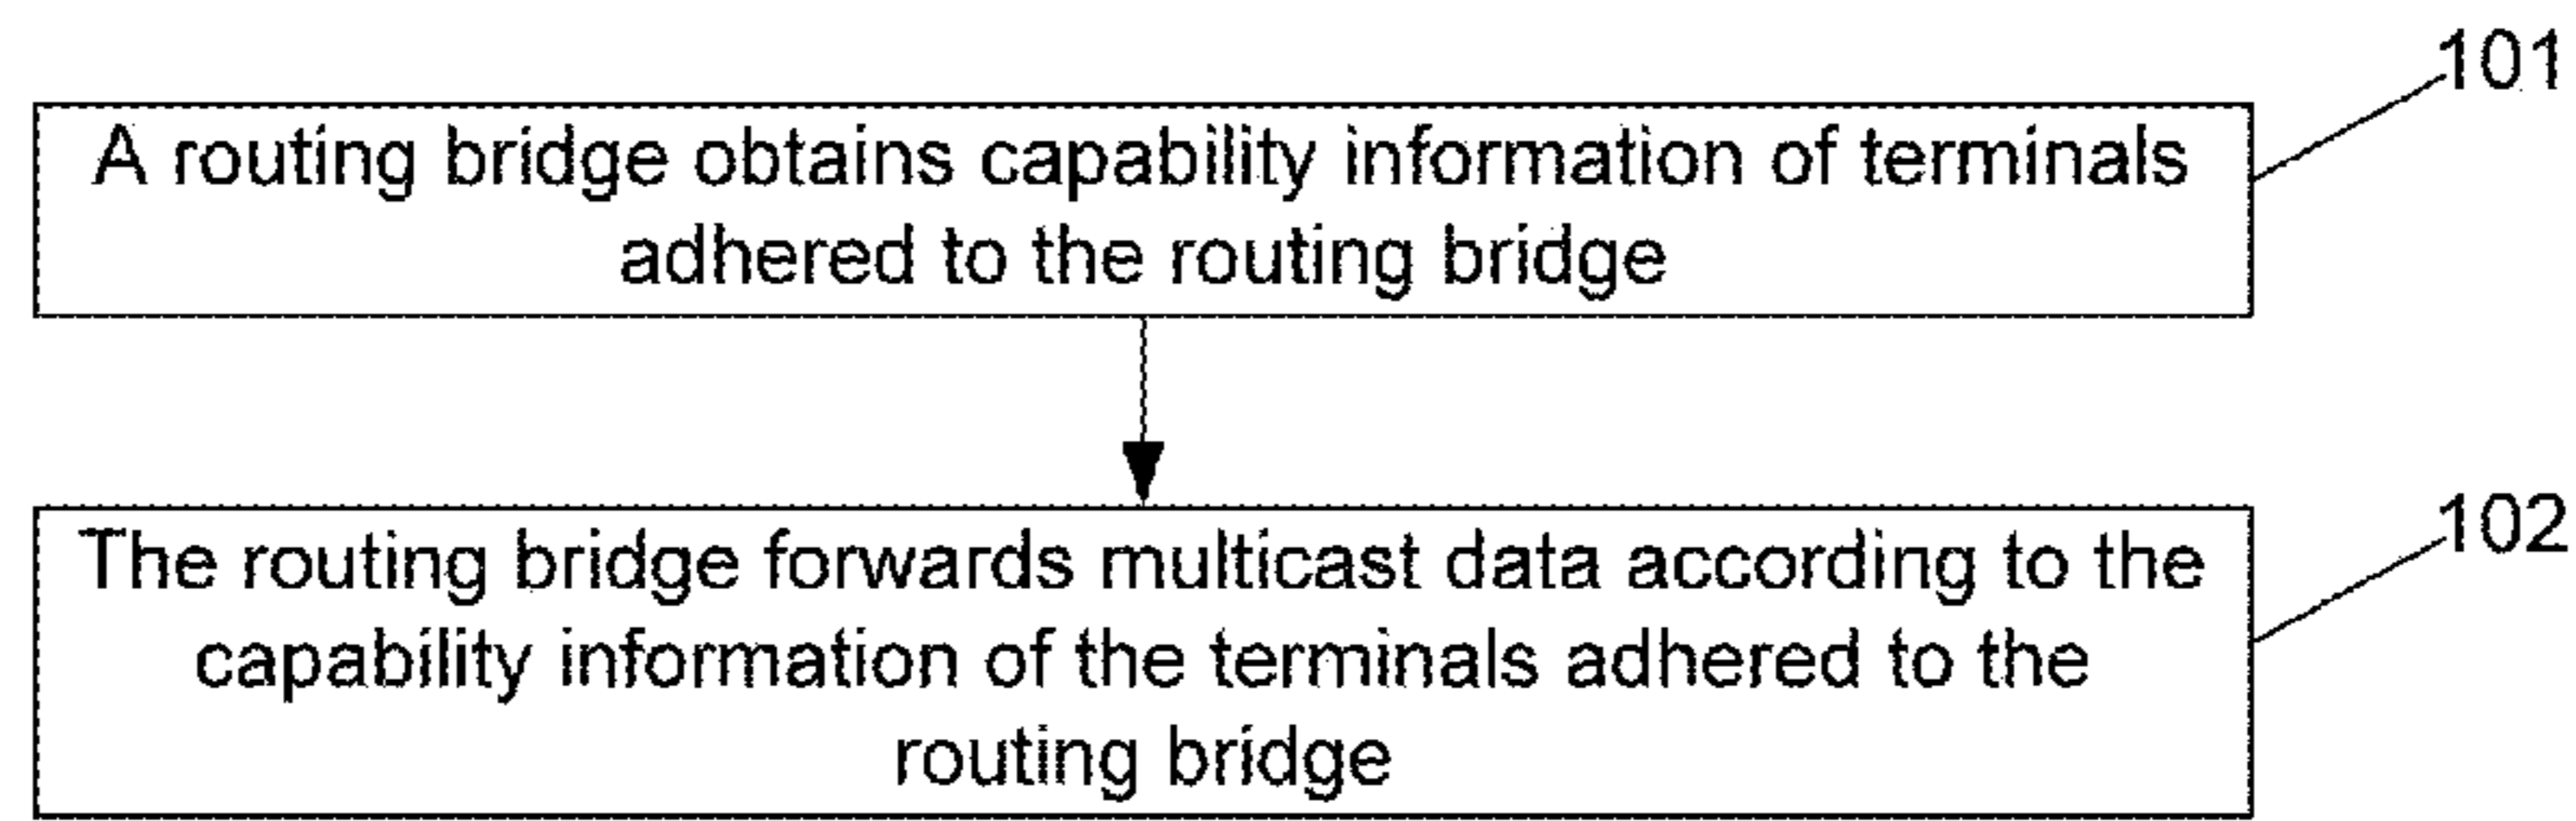 101
A routing bridge obtains capability information of terminals
adhered to the routing bridge
102
The routing bridge forwards multicast data according to the
capability information of the terminals adhered to the
routing bridge